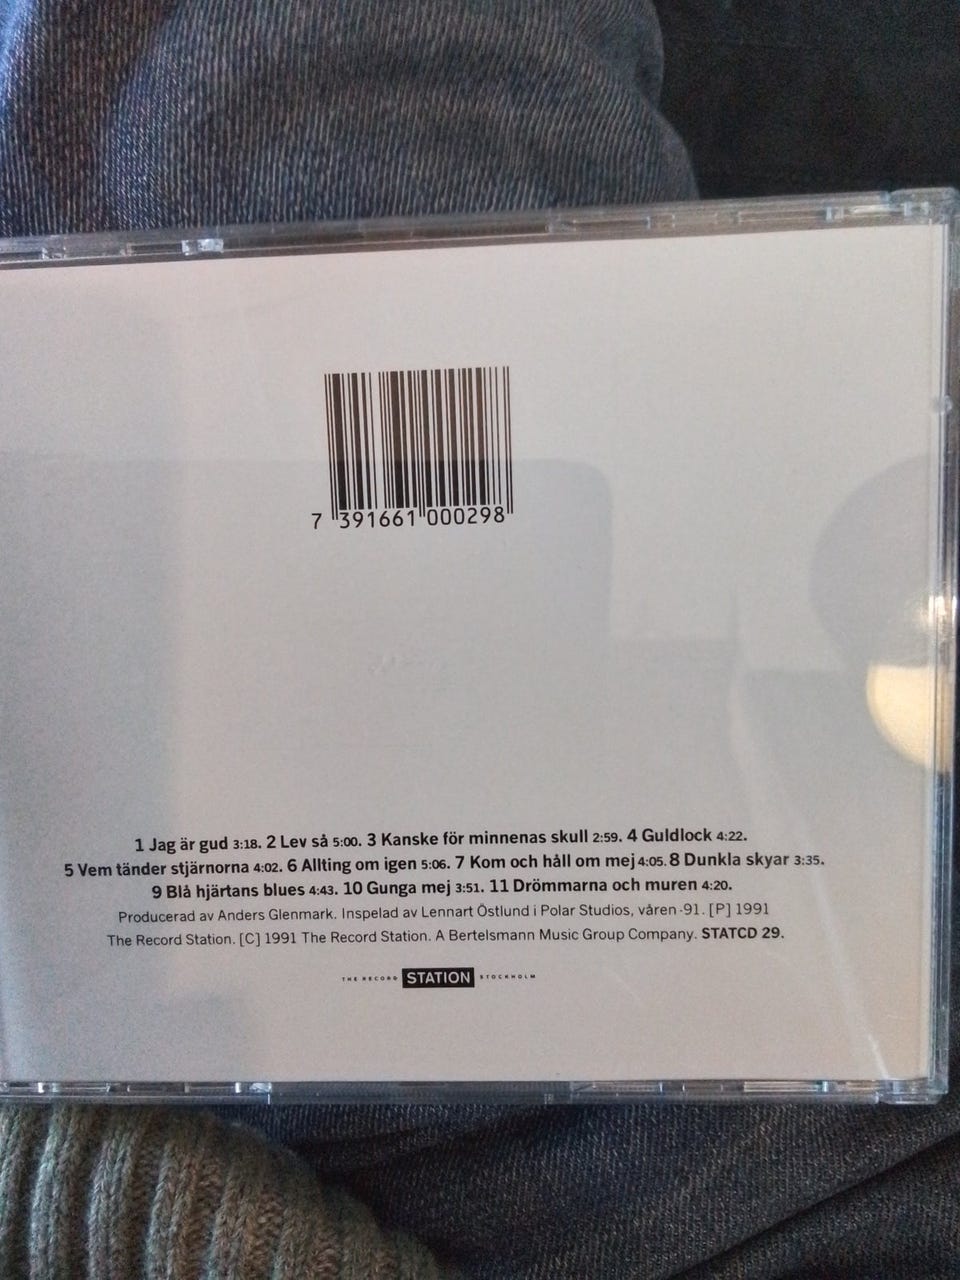 7 391661 000298
1 Jag är gud 3:18. 2 Lev så 5:00. 3 Kanske för minnenas skull 2:59. 4 Guldlock 4:22.
5 Vem tänder stjärnorna 4:02. 6 Allting om igen 5:06. 7 Kom och håll om mej 4:05. 8 Dunkla skyar 3:35.
9 Blå hjärtans blues 4:43. 10 Gunga mej 3:51. 11 Drömmarna och muren 4:20.
Producerad av Anders Glenmark. Inspelad av Lennart Östlund i Polar Studios, våren -91. [P] 1991
The Record Station. [C] 1991 The Record Station. A Bertelsmann Music Group Company. STATCD 29.
THE RECORD STATION STOCKHOLM